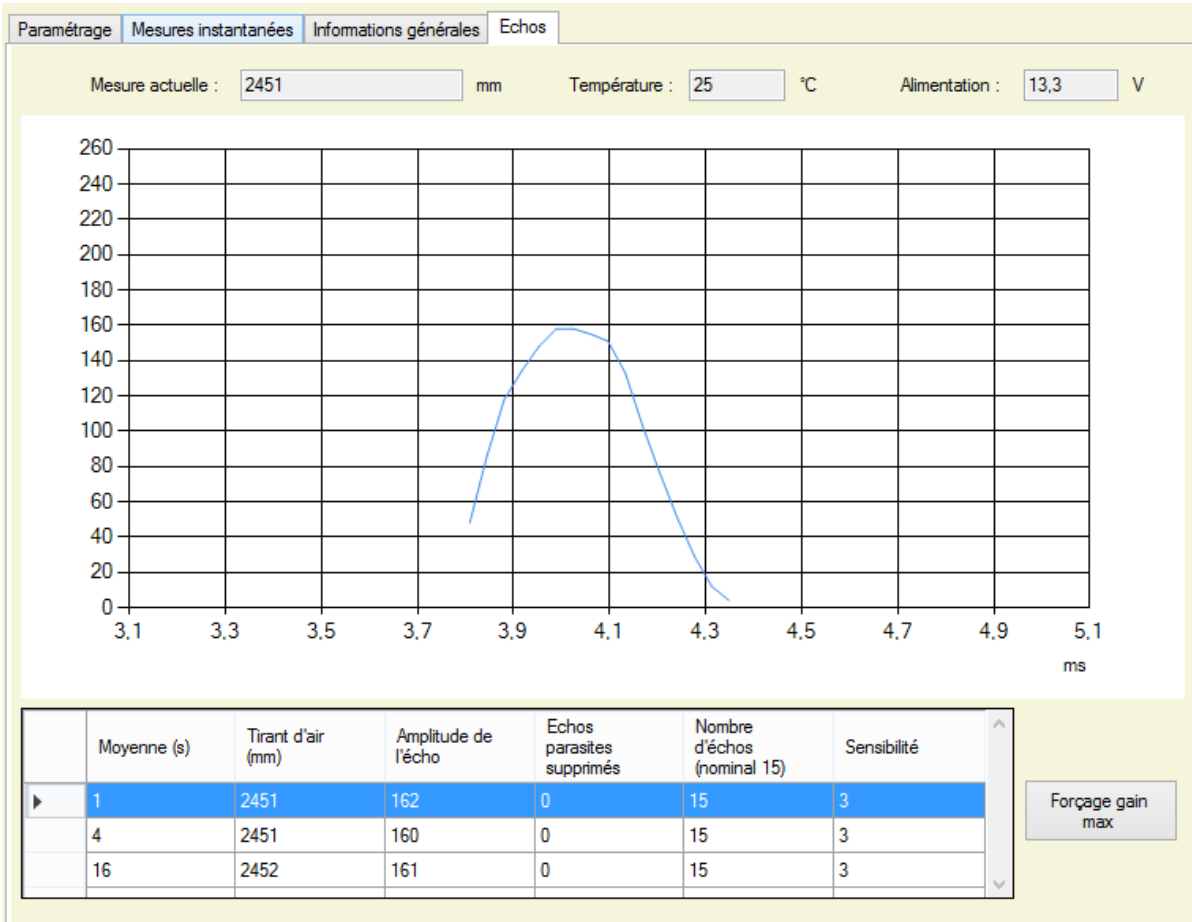 Paramétrage Mesures instantanées Informations générales Echos
Mesure actuelle : 2451 mm Température : 25 °C Alimentation : 13,3 V
260
240
220
200
180
160
140
120
100
80
60
40
20
0
3,1 3,3 3,5 3,7 3,9 4,1 4,3 4,5 4,7 4,9 5,1
ms
Moyenne (s) Tirant d'air (mm) Amplitude de l'écho Echos parasites supprimés Nombre d'échos (nominal 15) Sensibilité
1 2451 162 0 15 3
4 2451 160 0 15 3
16 2452 161 0 15 3
Forçage gain
max